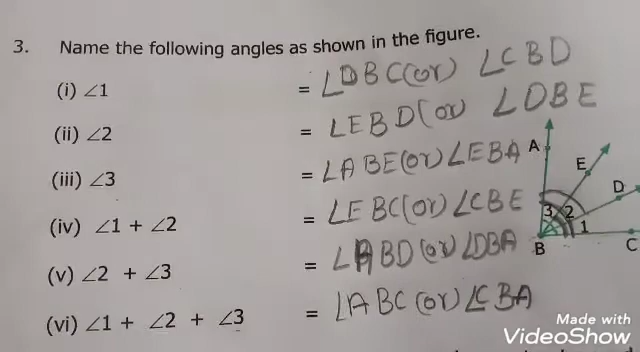 3. Name the following angles as shown in the figure.
(i) ∠1 = ∠DBC (or) ∠CBD
(ii) ∠2 = ∠EBD (or) ∠DBE
(iii) ∠3 = ∠ABE (or) ∠EBA
(iv) ∠1 + ∠2 = ∠EBC (or) ∠CBE
(v) ∠2 + ∠3 = ∠ABD (or) ∠DBA
(vi) ∠1 + ∠2 + ∠3 = ∠ABC (or) ∠CBA
A
E
D
3 2 1
B C
Made with
VideoShow